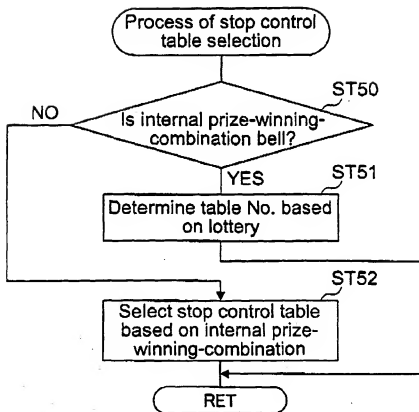 Process of stop control
table selection
ST50
NO
Is internal prize-winning-
combination bell?
YES
ST51
Determine table No. based
on lottery
ST52
Select stop control table
based on internal prize-
winning-combination
RET